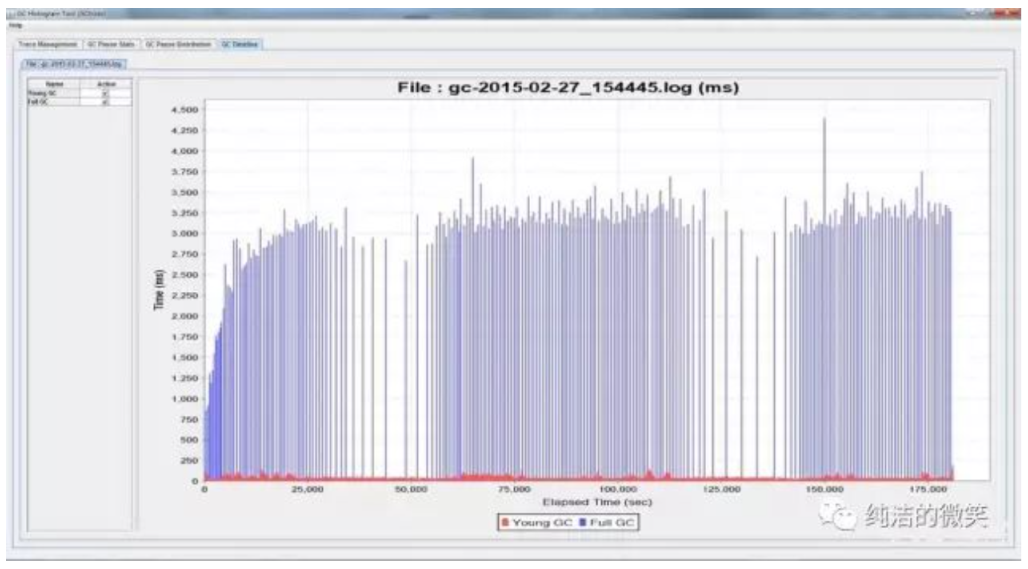 GC Histogram Tool (GChisto)
Help
Trace Management GC Pause Stats GC Pause Distribution GC Timeline
File : gc-2015-02-27_154445.log
Name Active
Young GC
Full GC
File : gc-2015-02-27_154445.log (ms)
4,500
4,250
4,000
3,750
3,500
3,250
3,000
2,750
2,500
2,250
2,000
1,750
1,500
1,250
1,000
750
500
250
0
Time (ms)
0 25,000 50,000 75,000 100,000 125,000 150,000 175,000
Elapsed Time (sec)
Young GC Full GC
纯洁的微笑